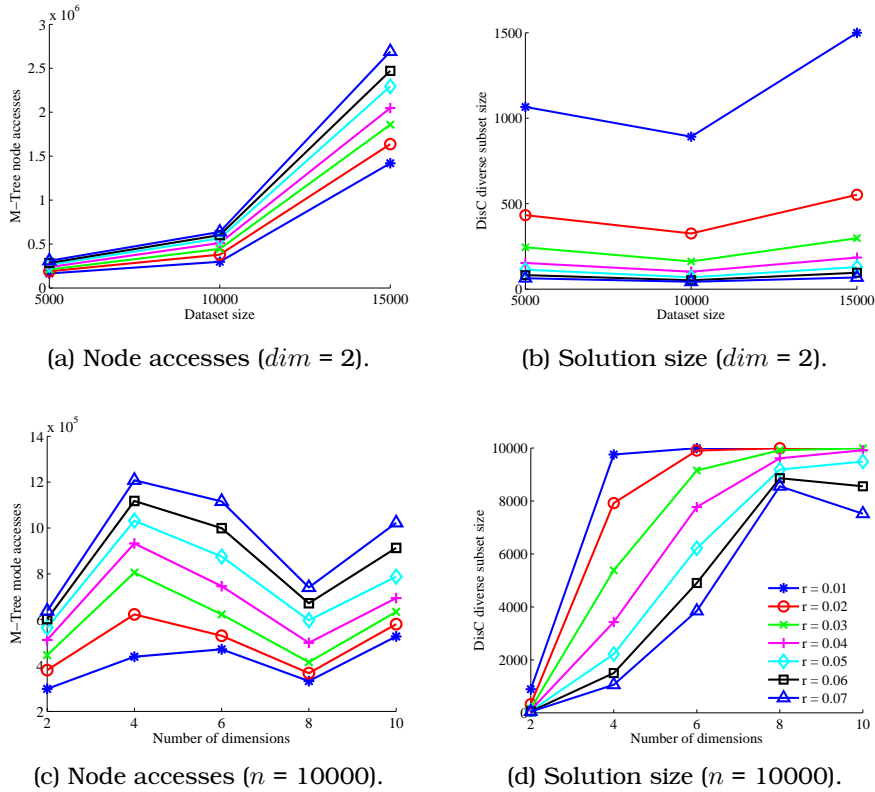 x 10^6
3
2.5
2
1.5
1
0.5
0
M−Tree node accesses
5000 10000 15000
Dataset size
(a) Node accesses (dim = 2).
1500
1000
500
0
DisC diverse subset size
5000 10000 15000
Dataset size
(b) Solution size (dim = 2).
x 10^5
14
12
10
8
6
4
2
M−Tree mode accesses
2 4 6 8 10
Number of dimensions
(c) Node accesses (n = 10000).
10000
8000
6000
4000
2000
0
DisC diverse subset size
r = 0.01
r = 0.02
r = 0.03
r = 0.04
r = 0.05
r = 0.06
r = 0.07
2 4 6 8 10
Number of dimensions
(d) Solution size (n = 10000).